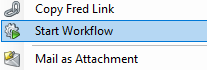 Copy Fred Link
Start Workflow
Mail as Attachment